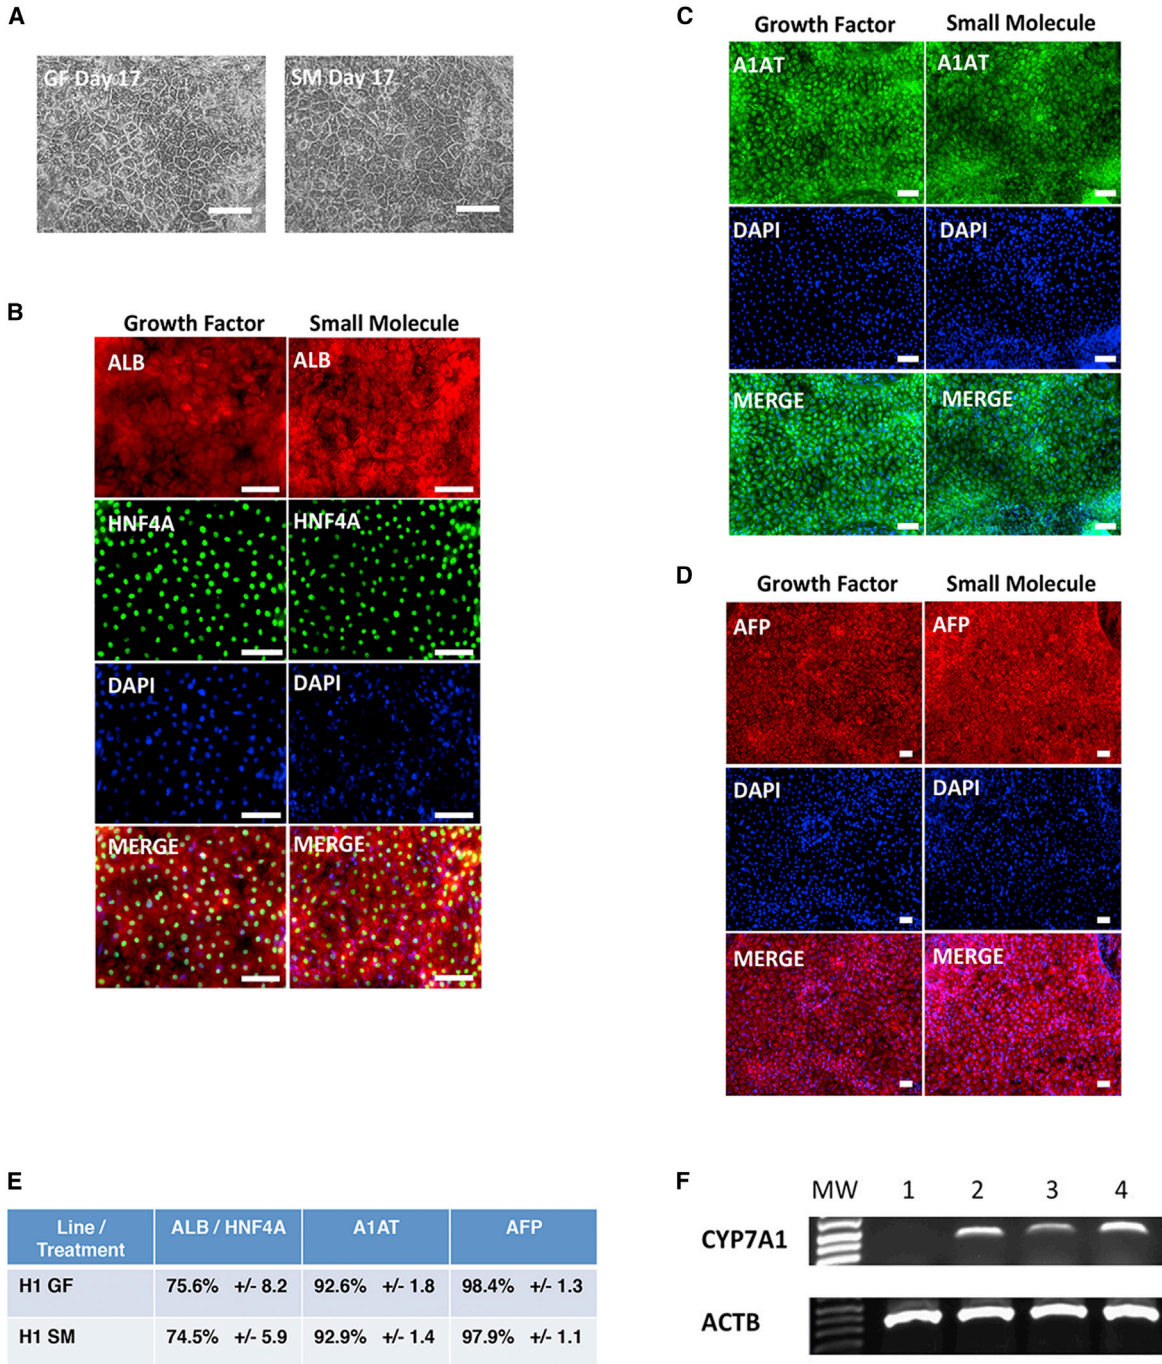 A
GF Day 17
SM Day 17
B
Growth Factor Small Molecule
ALB ALB
HNF4A HNF4A
DAPI DAPI
MERGE MERGE
C
Growth Factor Small Molecule
A1AT A1AT
DAPI DAPI
MERGE MERGE
D
Growth Factor Small Molecule
AFP AFP
DAPI DAPI
MERGE MERGE
E
Line / Treatment ALB / HNF4A A1AT AFP
H1 GF 75.6% +/- 8.2 92.6% +/- 1.8 98.4% +/- 1.3
H1 SM 74.5% +/- 5.9 92.9% +/- 1.4 97.9% +/- 1.1
F
MW 1 2 3 4
CYP7A1
ACTB